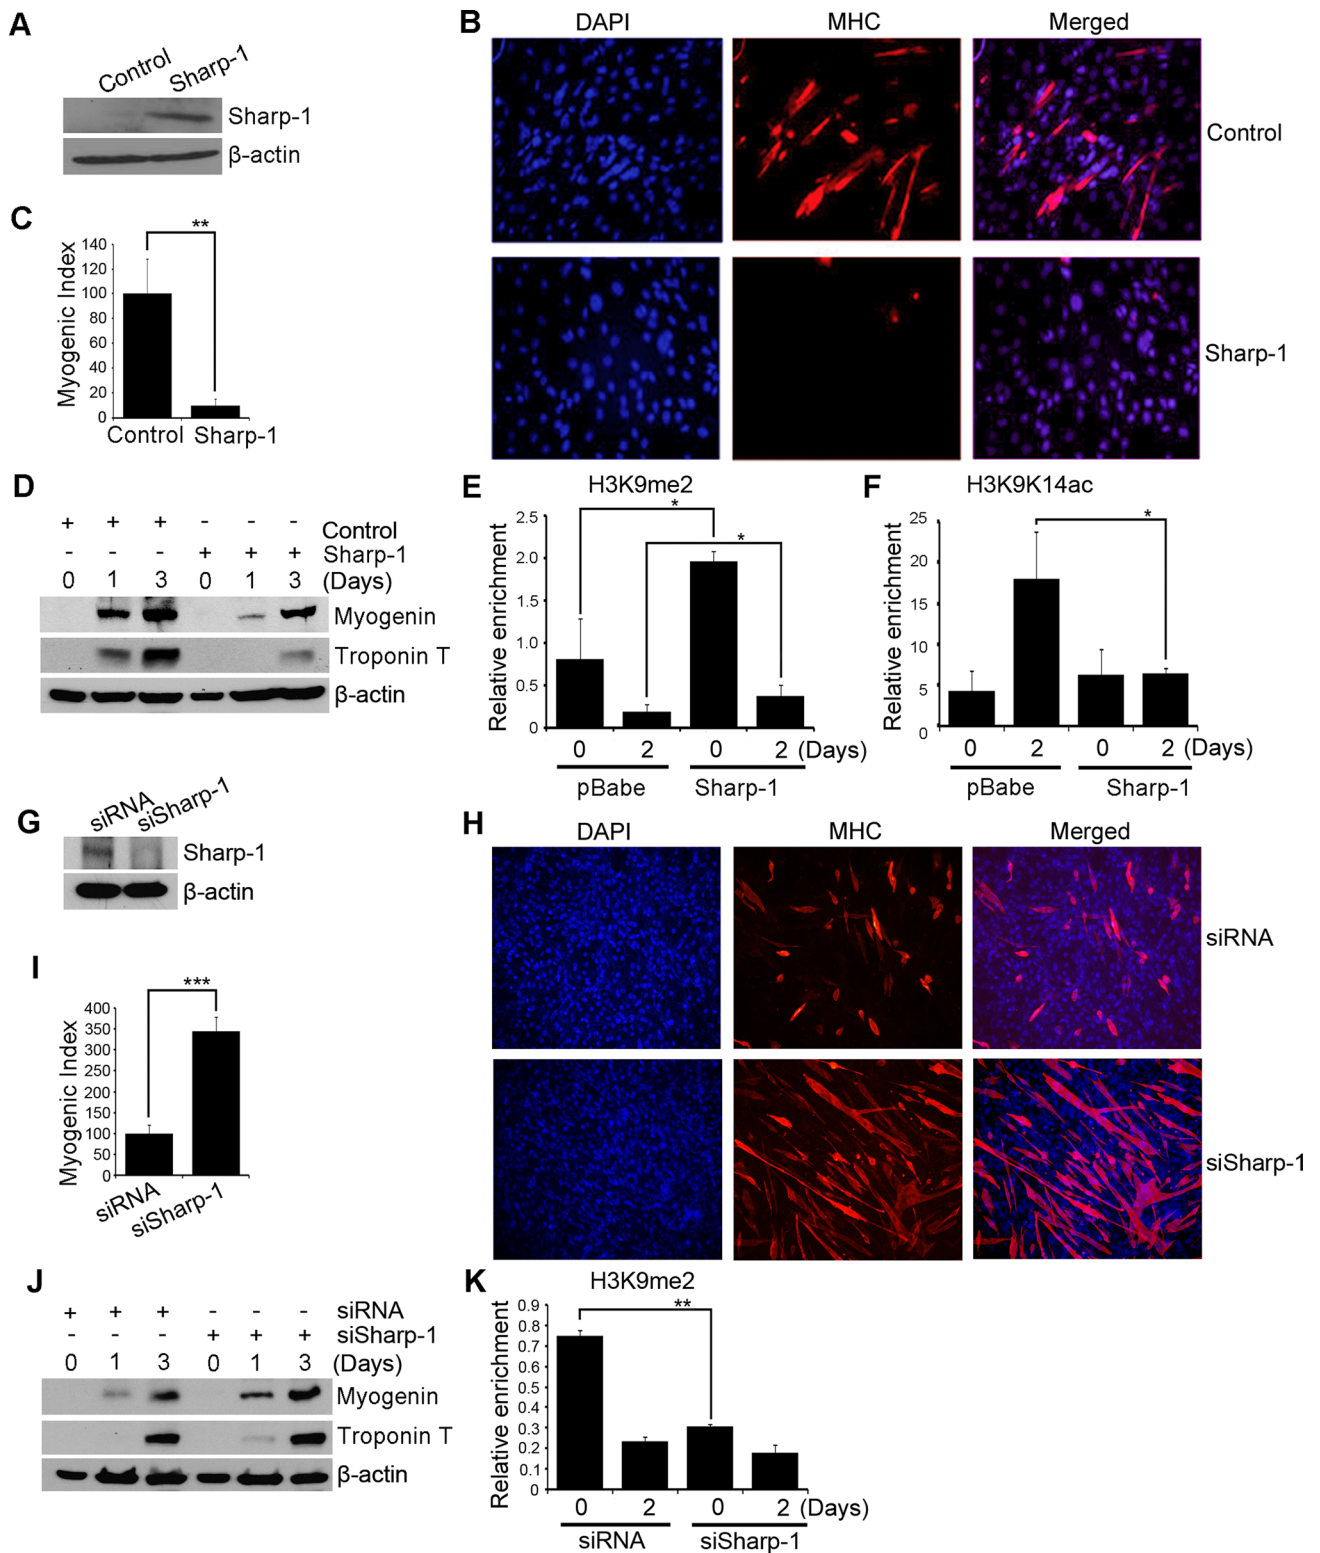 A
Control
Sharp-1
Sharp-1
β-actin
B
DAPI
MHC
Merged
Control
Sharp-1
C
**
Myogenic Index
140
120
100
80
60
40
20
0
Control
Sharp-1
D
+ + + - - - Control
- - - + + + Sharp-1
0 1 3 0 1 3 (Days)
Myogenin
Troponin T
β-actin
E
H3K9me2
*
*
Relative enrichment
2.5
2.0
1.5
1.0
0.5
0
0 2 0 2 (Days)
pBabe
Sharp-1
F
H3K9K14ac
*
Relative enrichment
25
20
15
10
5
0
0 2 0 2 (Days)
pBabe
Sharp-1
G
siRNA
siSharp-1
Sharp-1
β-actin
H
DAPI
MHC
Merged
siRNA
siSharp-1
I
***
Myogenic Index
400
350
300
250
200
150
100
50
0
siRNA
siSharp-1
J
+ + + - - - siRNA
- - - + + + siSharp-1
0 1 3 0 1 3 (Days)
Myogenin
Troponin T
β-actin
K
H3K9me2
**
Relative enrichment
0.9
0.8
0.7
0.6
0.5
0.4
0.3
0.2
0.1
0
0 2 0 2 (Days)
siRNA
siSharp-1